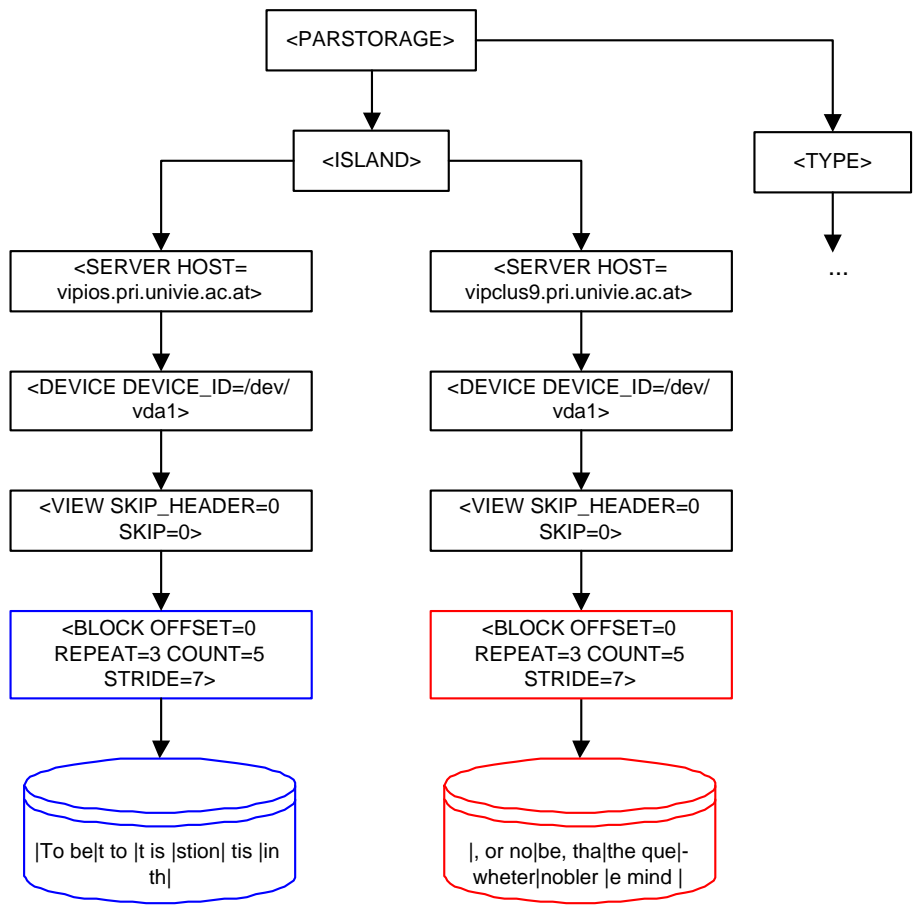 <PARSTORAGE>
<ISLAND>
<TYPE>
<SERVER HOST=
vipios.pri.univie.ac.at>
<SERVER HOST=
vipclus9.pri.univie.ac.at>
...
<DEVICE DEVICE_ID=/dev/
vda1>
<DEVICE DEVICE_ID=/dev/
vda1>
<VIEW SKIP_HEADER=0
SKIP=0>
<VIEW SKIP_HEADER=0
SKIP=0>
<BLOCK OFFSET=0
REPEAT=3 COUNT=5
STRIDE=7>
<BLOCK OFFSET=0
REPEAT=3 COUNT=5
STRIDE=7>
|To be|t to |t is |stion| tis |in
th|
|, or no|be, tha|the que|-
wheter|nobler |e mind |